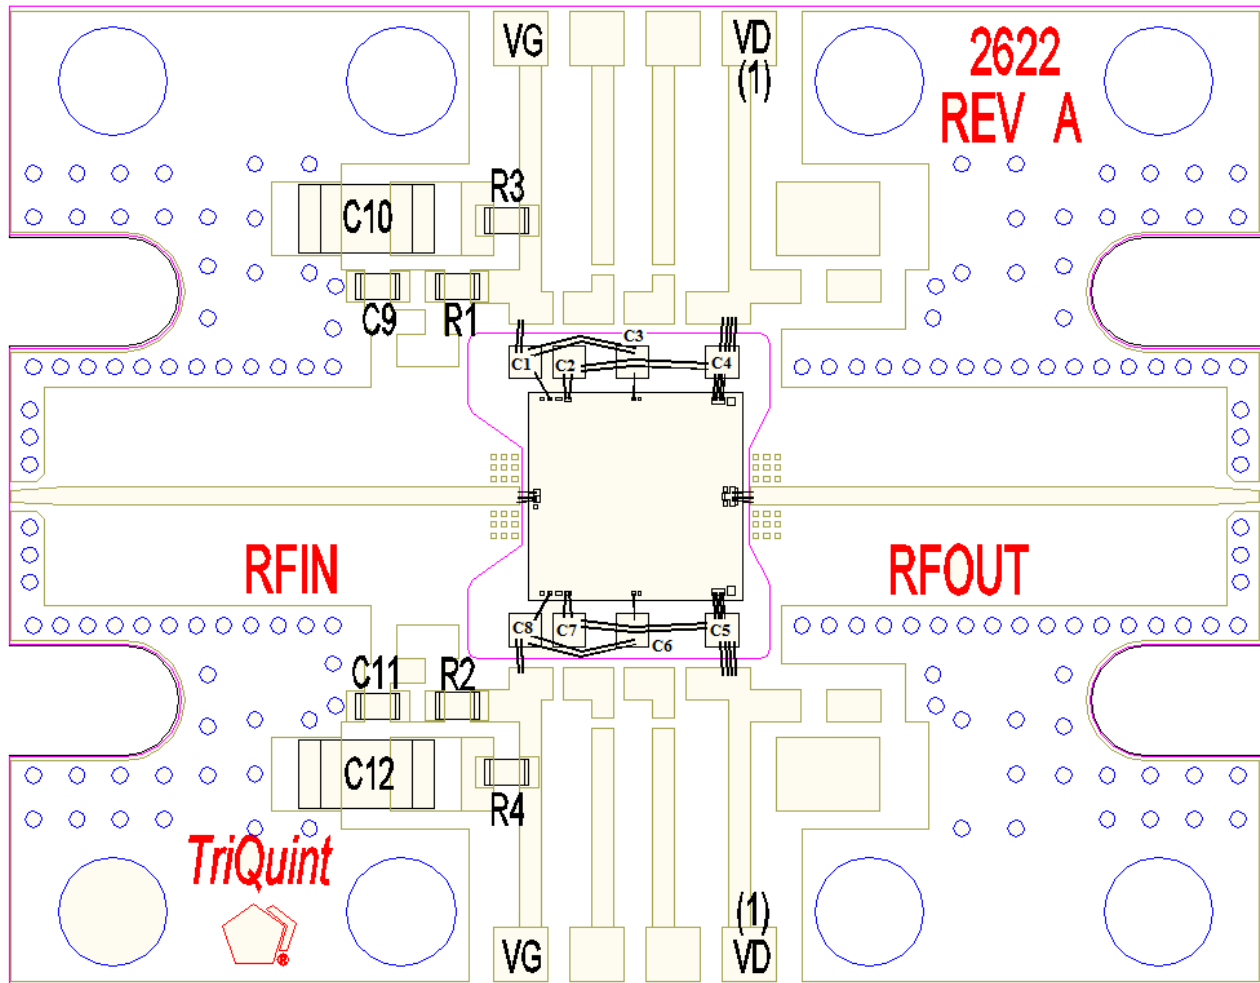 VG
VD
(1)
2622
REV A
R3
C10
C9
R1
C3
C1
C2
C4
RFIN
RFOUT
C8
C7
C5
C6
C11
R2
C12
R4
TriQuint
®
(1)
VG
VD